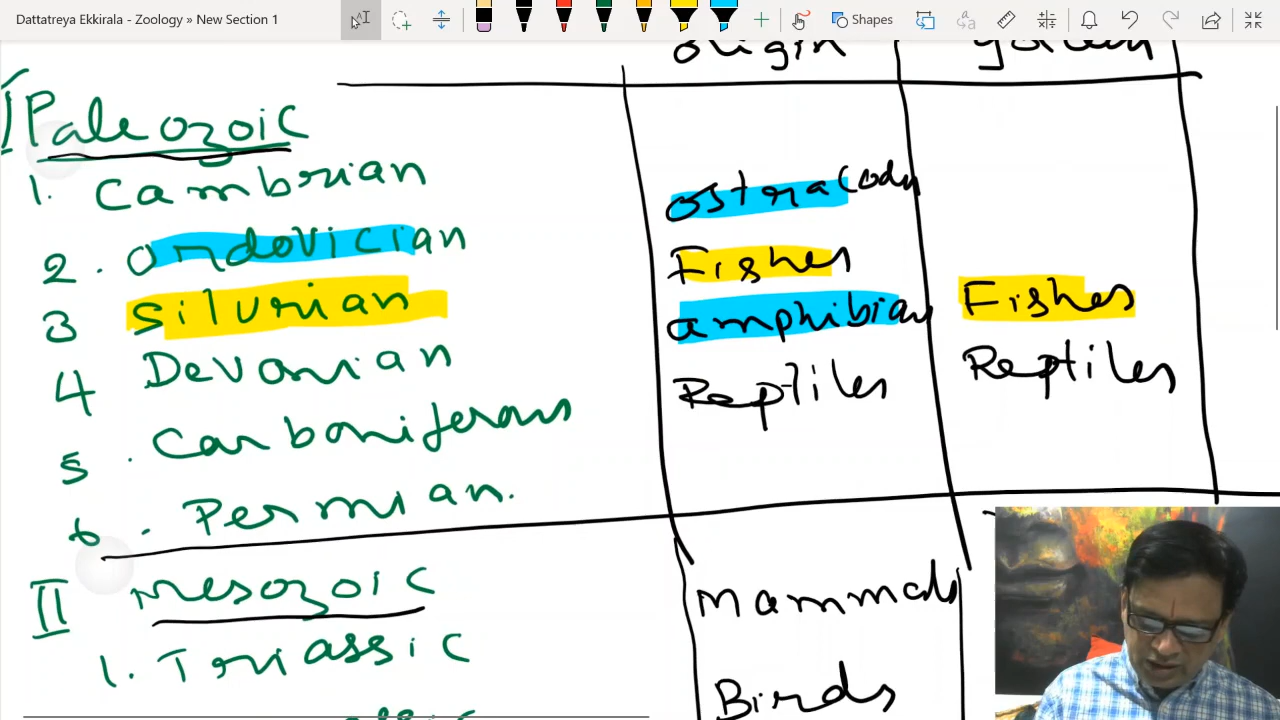 Dattatreya Ekkirala - Zoology » New Section 1
Shapes
origin
I Paleozoic
1. Cambrian
ostracodn
2. ordovician
Fishes
3 Silurian
amphibians
Fishes
4 Devonian
Reptiles
Reptiles
5. Carboniferous
6. Permian.
II Mesozoic
Mammals
1. Triassic
Birds